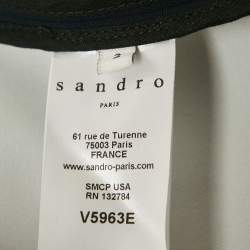 sandro
PARIS
61 rue de Turenne
75003 Paris
FRANCE
www.sandro-paris.com
SMCP USA
RN 132784
V5963E